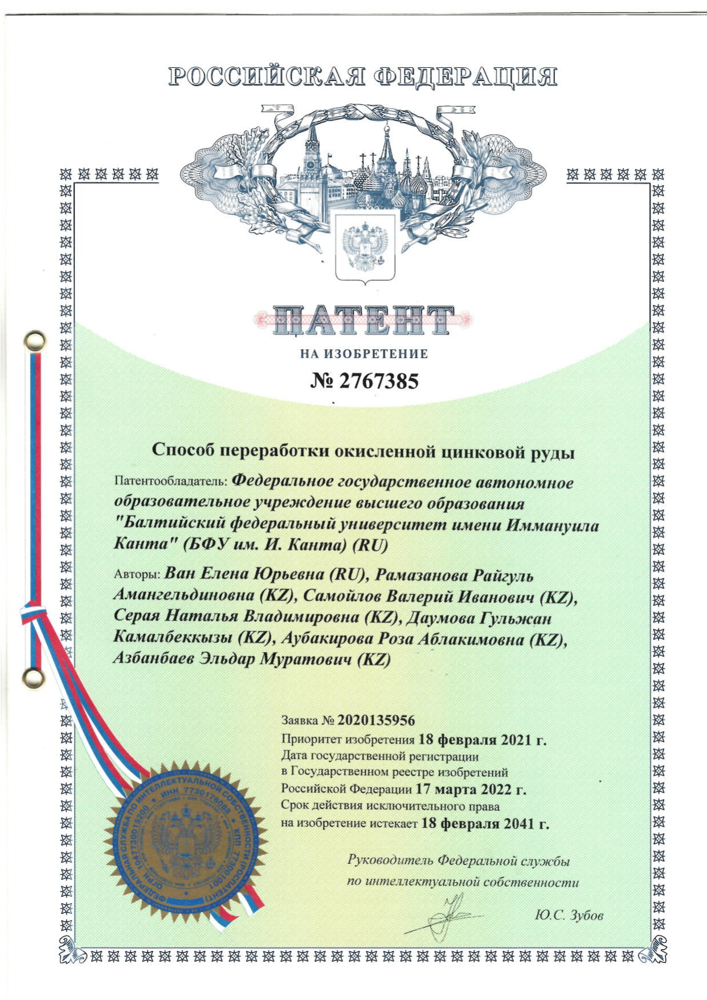 РОССИЙСКАЯ ФЕДЕРАЦИЯ
ПАТЕНТ
НА ИЗОБРЕТЕНИЕ
№ 2767385
Способ переработки окисленной цинковой руды
Патентообладатель: Федеральное государственное автономное
образовательное учреждение высшего образования
"Балтийский федеральный университет имени Иммануила
Канта" (БФУ им. И. Канта) (RU)
Авторы: Ван Елена Юрьевна (RU), Рамазанова Райгуль
Амангельдиновна (KZ), Самойлов Валерий Иванович (KZ),
Серая Наталья Владимировна (KZ), Даумова Гульжан
Камалбеккызы (KZ), Аубакирова Роза Аблакимовна (KZ),
Азбанбаев Эльдар Муратович (KZ)
Заявка № 2020135956
Приоритет изобретения 18 февраля 2021 г.
Дата государственной регистрации
в Государственном реестре изобретений
Российской Федерации 17 марта 2022 г.
Срок действия исключительного права
на изобретение истекает 18 февраля 2041 г.
Руководитель Федеральной службы
по интеллектуальной собственности
Ю.С. Зубов
ФЕДЕРАЛЬНАЯ СЛУЖБА ПО ИНТЕЛЛЕКТУАЛЬНОЙ СОБСТВЕННОСТИ (РОСПАТЕНТ)
ОГРН 1047730015200 * ИНН 7730176088 * КПП 773001001